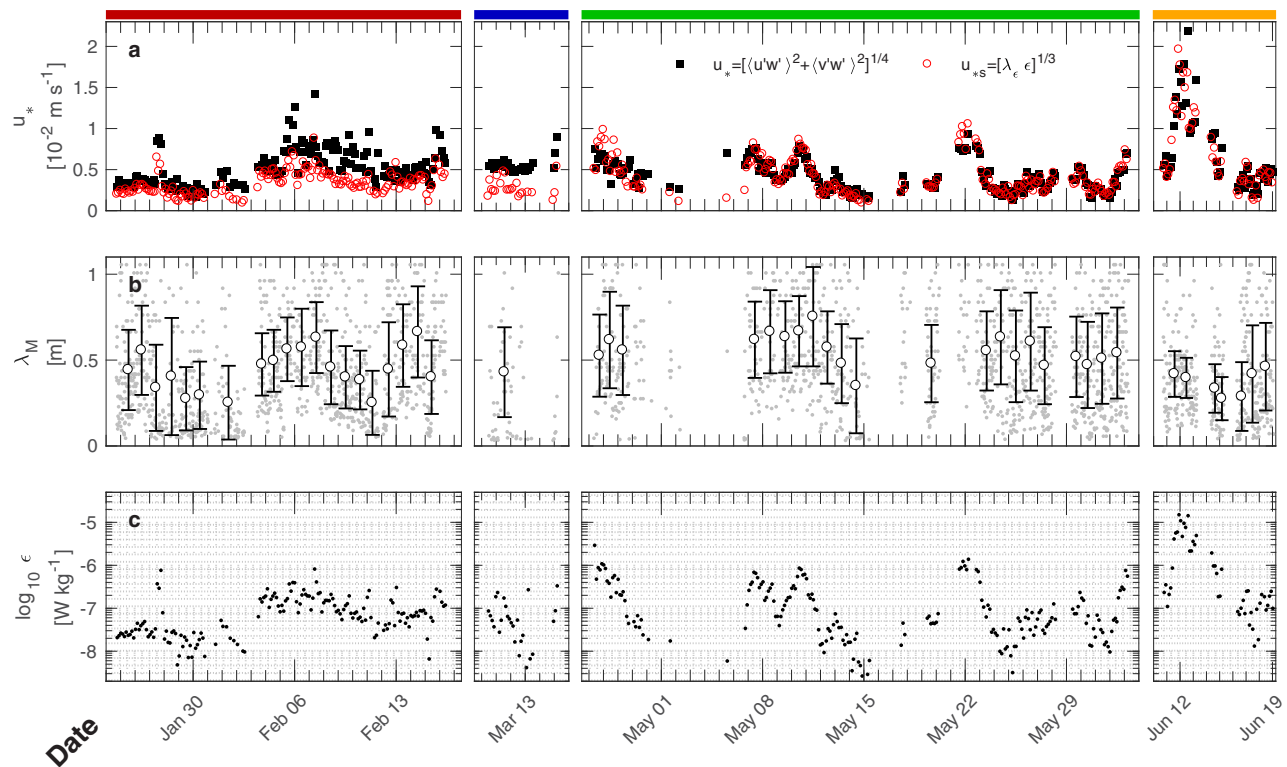 a
u* [10⁻² m s⁻¹]
2
1.5
1
0.5
0
■ u*=[⟨u'w' ⟩²+⟨v'w' ⟩²]^1/4
○ u*s=[λϵ ϵ]^1/3
b
λM [m]
1
0.5
0
c
log₁₀ ϵ [W kg⁻¹]
-5
-6
-7
-8
Date
Jan 30
Feb 06
Feb 13
Mar 13
May 01
May 08
May 15
May 22
May 29
Jun 12
Jun 19